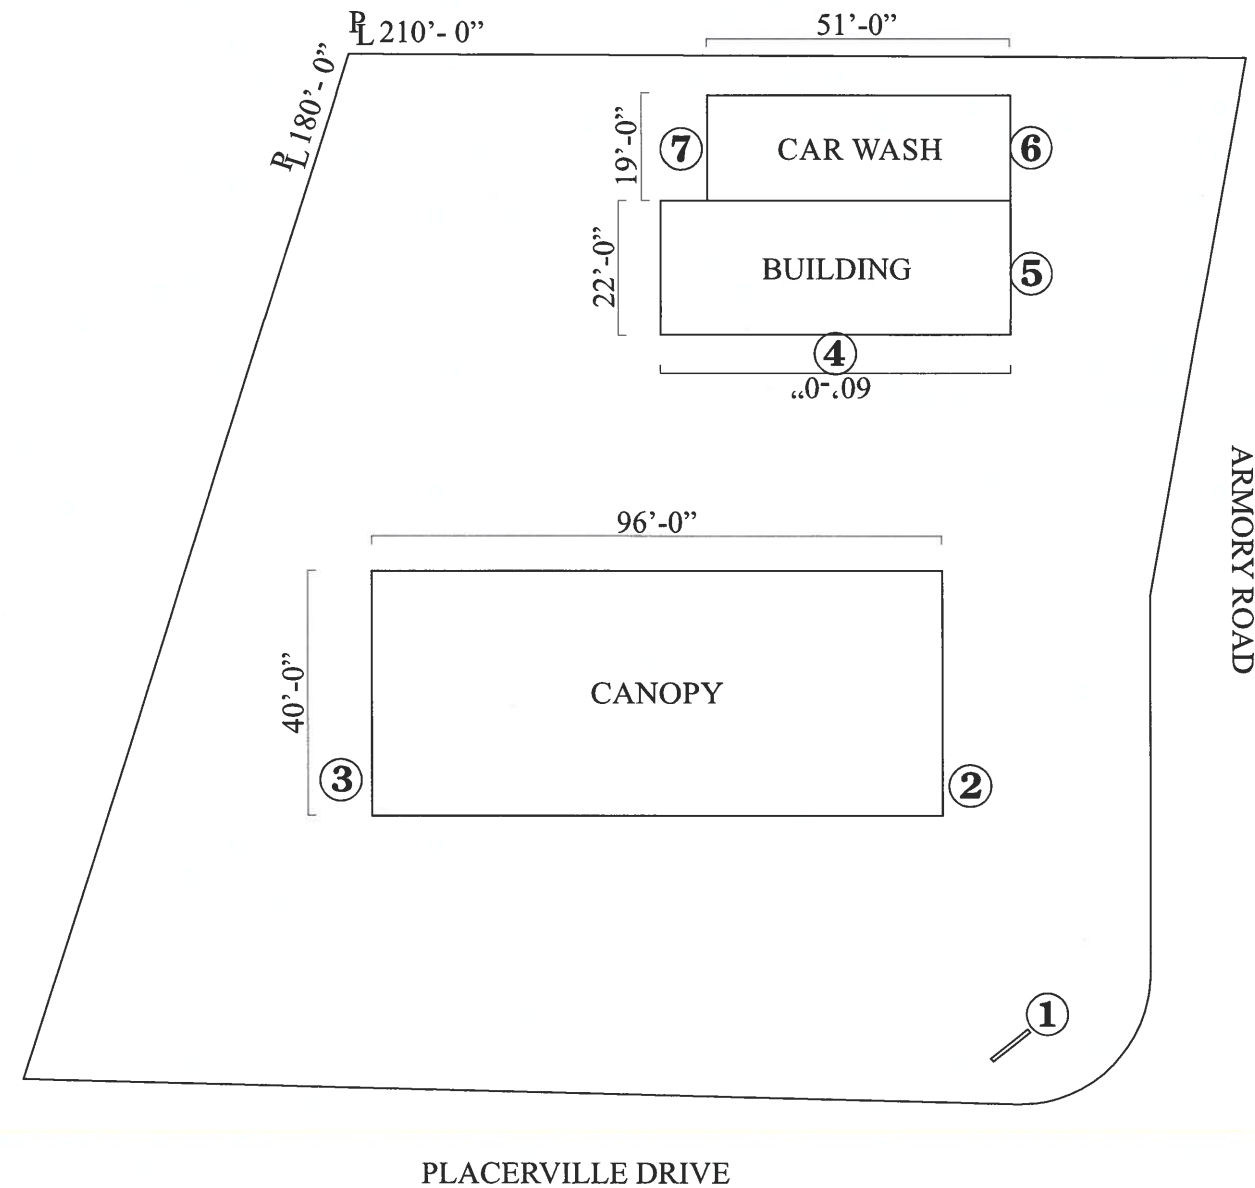 PL 210’- 0”
51’-0”
PL 180’- 0”
19’-0”
7
CAR WASH
6
22’-0”
BUILDING
5
4
60’-0”
ARMORY ROAD
96’-0”
40’-0”
CANOPY
3
2
1
PLACERVILLE DRIVE